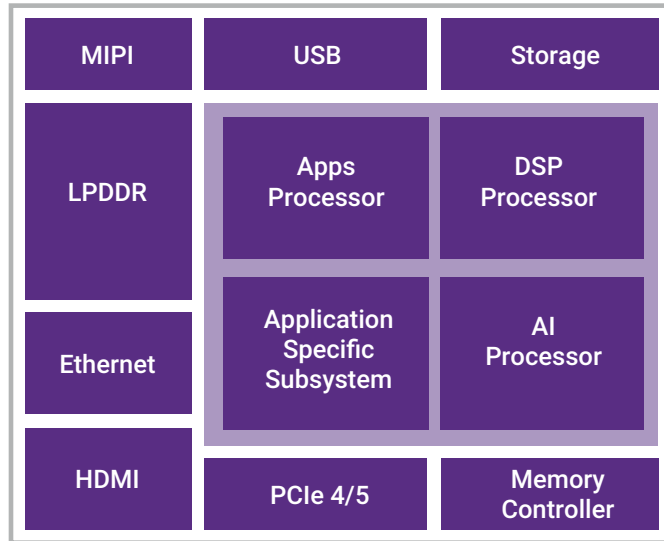 MIPI
USB
Storage
LPDDR
Apps
Processor
DSP
Processor
Ethernet
Application
Specific
Subsystem
AI
Processor
HDMI
PCIe 4/5
Memory
Controller